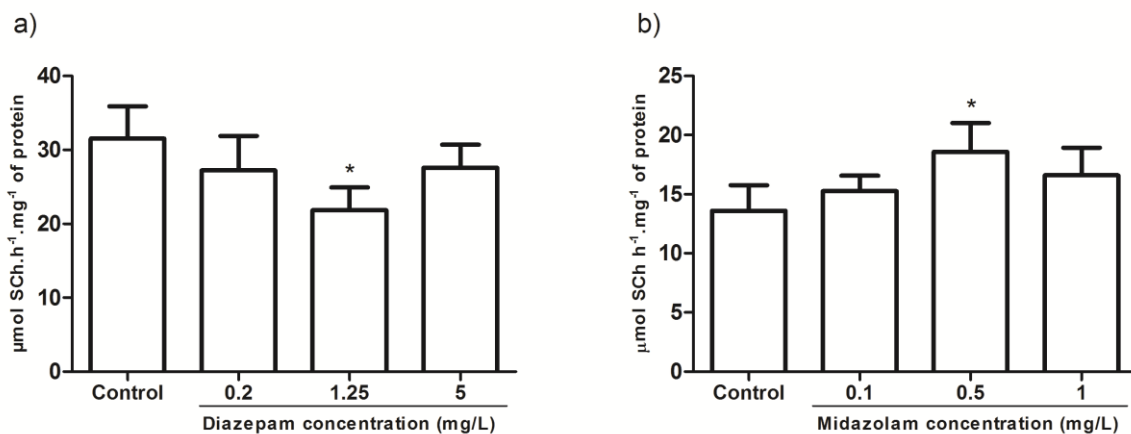 a)
µmol SCh.h⁻¹.mg⁻¹ of protein
40
30
20
10
0
*
Control 0.2 1.25 5
Diazepam concentration (mg/L)
b)
µmol SCh h⁻¹.mg⁻¹ of protein
25
20
15
10
5
0
*
Control 0.1 0.5 1
Midazolam concentration (mg/L)